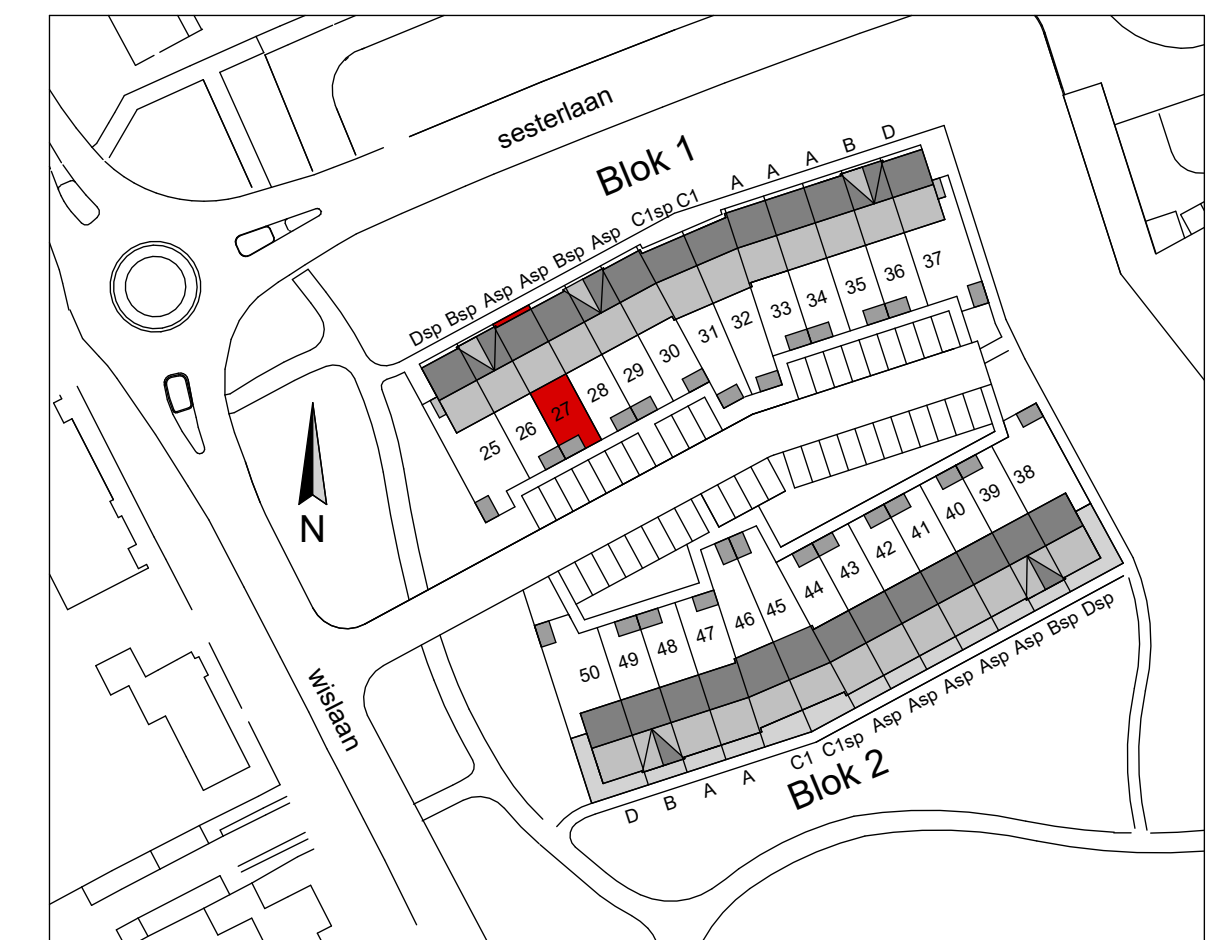 sesterlaan
Blok 1
Dsp Bsp Asp Asp Bsp Asp C1sp C1 A A A B D
25 26 27 28 29 30 31 32 33 34 35 36 37
N
wislaan
38 39 40 41 42 43 44 45 46 47 48 49 50
D B A A C1 C1sp Asp Asp Asp Asp Asp Bsp Dsp
Blok 2